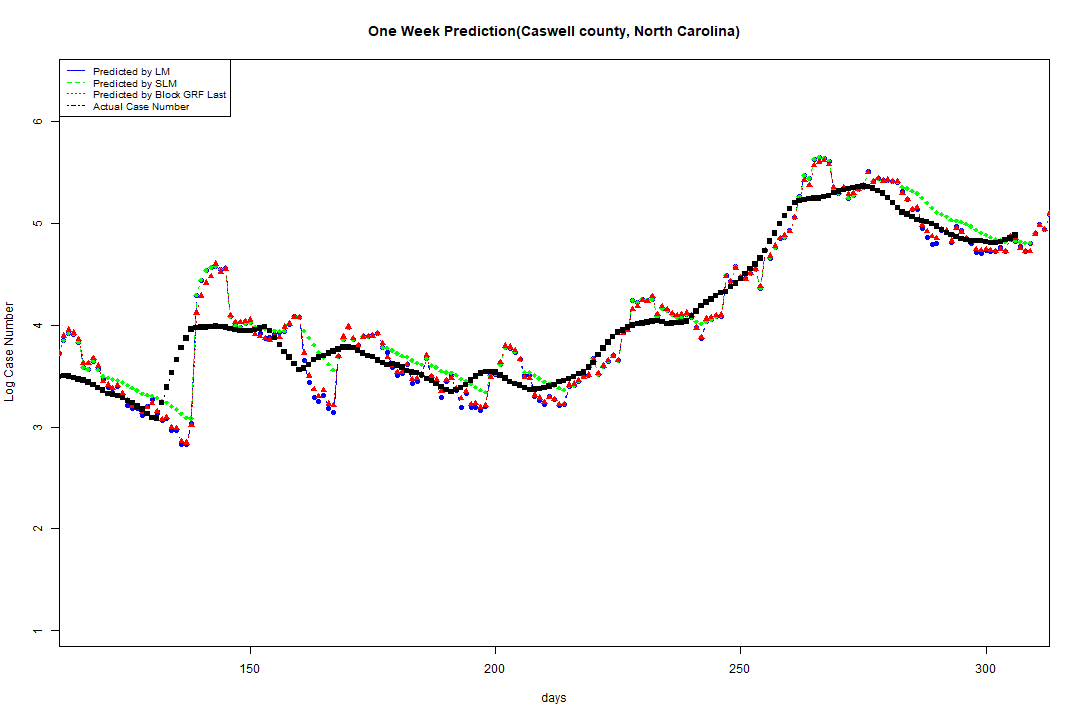 One Week Prediction(Caswell county, North Carolina)
Predicted by LM
Predicted by SLM
Predicted by Block GRF Last
Actual Case Number
6
5
4
3
2
1
Log Case Number
150
200
250
300
days